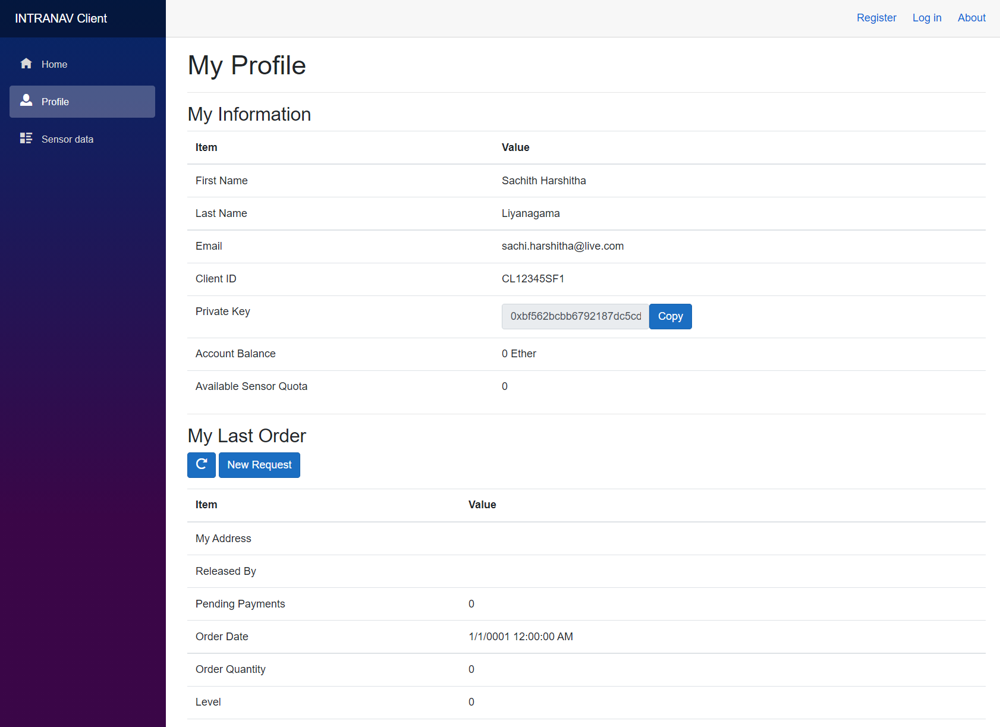 INTRANAV Client
Register Log in About
Home
Profile
Sensor data
My Profile
My Information
Item Value
First Name Sachith Harshitha
Last Name Liyanagama
Email sachi.harshitha@live.com
Client ID CL12345SF1
Private Key 0xbf562bcbb6792187dc5cd Copy
Account Balance 0 Ether
Available Sensor Quota 0
My Last Order
New Request
Item Value
My Address
Released By
Pending Payments 0
Order Date 1/1/0001 12:00:00 AM
Order Quantity 0
Level 0